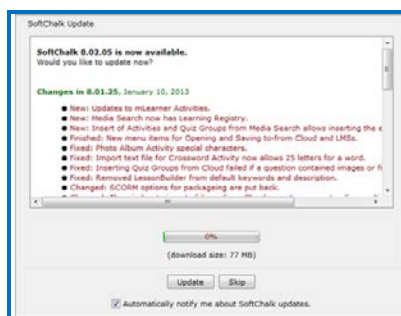 SoftChalk Update
SoftChalk 8.02.05 is now available.
Would you like to update now?
Changes in 8.01.25, January 10, 2013
New: Updates to mLearner Activities.
New: Media Search now has Learning Registry.
New: Insert of Activities and Quiz Groups from Media Search allows inserting the e
Finished: New menu items for Opening and Saving to-from Cloud and LMSs.
Fixed: Photo Album Activity special characters.
Fixed: Import text file for Crossword Activity now allows 25 letters for a word.
Fixed: Inserting Quiz Groups from Cloud failed if a question contained images or f
Fixed: Removed LessonBuilder from default keywords and description.
Changed: SCORM options for packageing are put back.
0%
(download size: 77 MB)
Update Skip
Automatically notify me about SoftChalk updates.